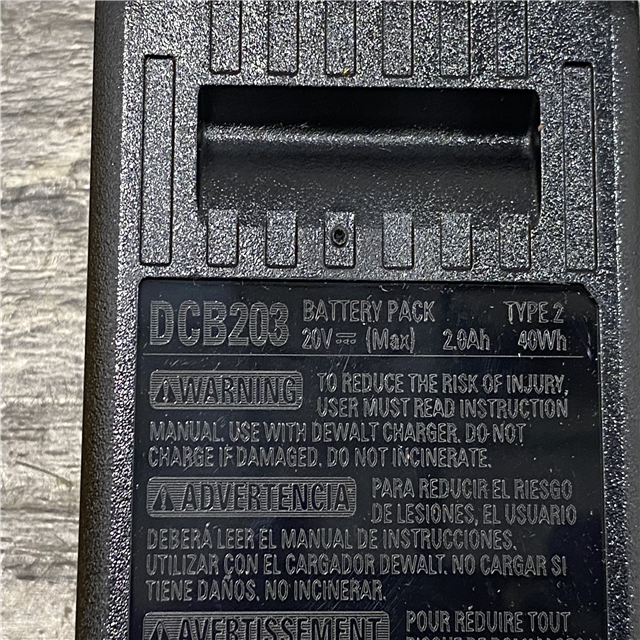 DCB203 BATTERY PACK TYPE 2
20V⎓ (Max) 2.0Ah 40Wh
WARNING TO REDUCE THE RISK OF INJURY,
USER MUST READ INSTRUCTION
MANUAL. USE WITH DEWALT CHARGER. DO NOT
CHARGE IF DAMAGED. DO NOT INCINERATE.
ADVERTENCIA PARA REDUCIR EL RIESGO
DE LESIONES, EL USUARIO
DEBERÁ LEER EL MANUAL DE INSTRUCCIONES.
UTILIZAR CON EL CARGADOR DEWALT. NO CARGAR SI
TIENE DAÑOS. NO INCINERAR.
AVERTISSEMENT POUR RÉDUIRE TOUT